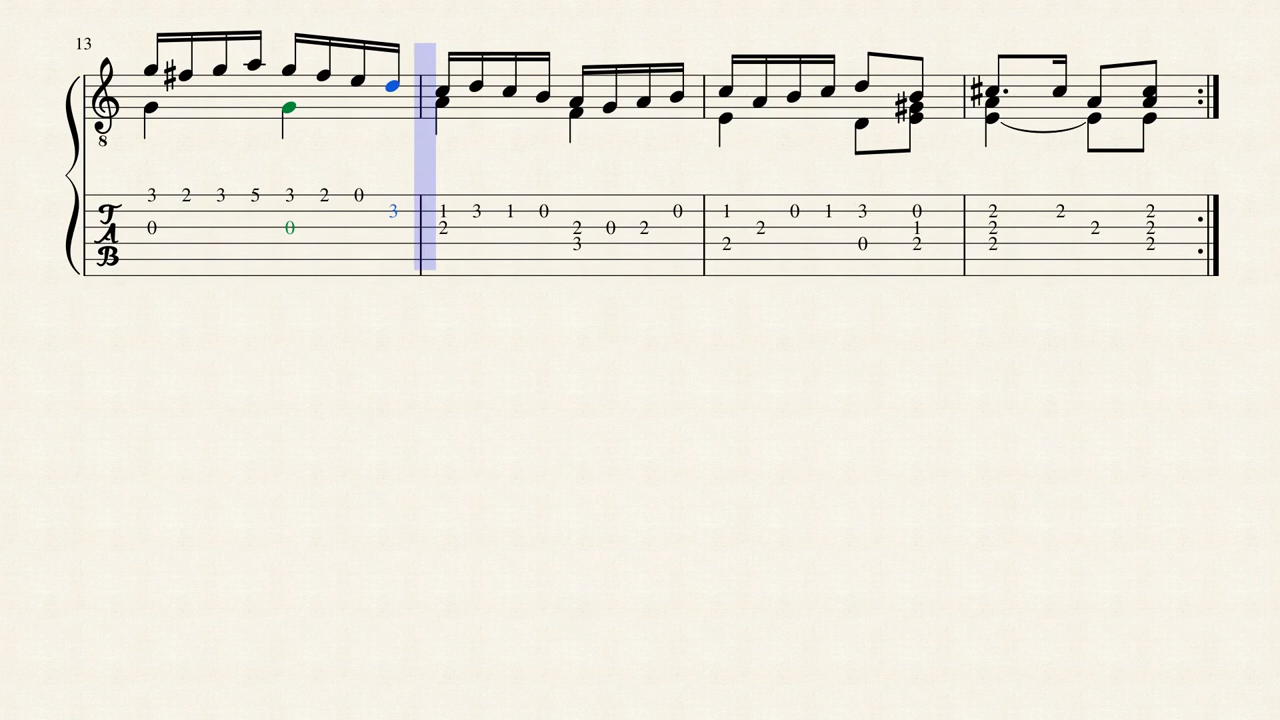 13
8
3 2 3 5 3 2 0 0
T 3 1 3 1 0 0 1 0 1 3 0 2 2 2
A 0 0 2 2 0 2 2 1 2 2 2
B 3 2 0 2 2 2